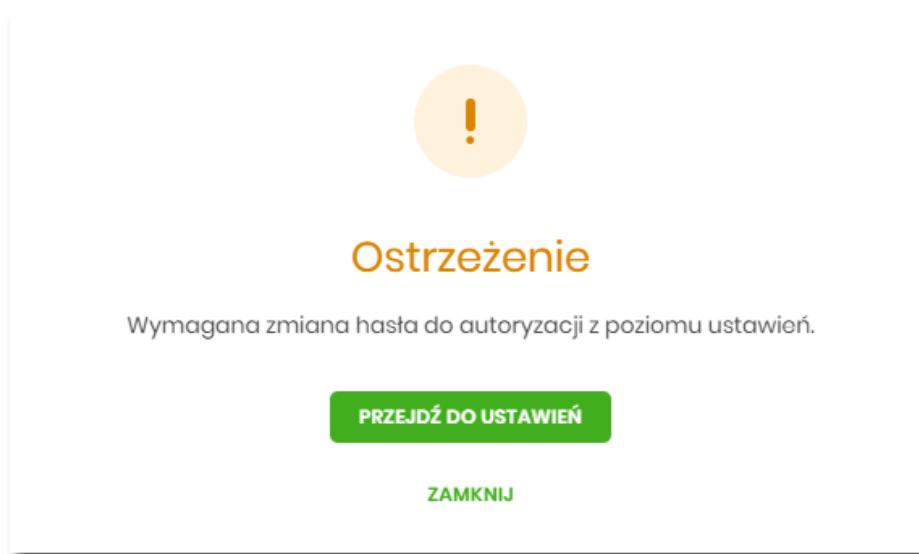 Ostrzeżenie
Wymagana zmiana hasła do autoryzacji z poziomu ustawień.
PRZEJDŹ DO USTAWIEŃ
ZAMKNIJ